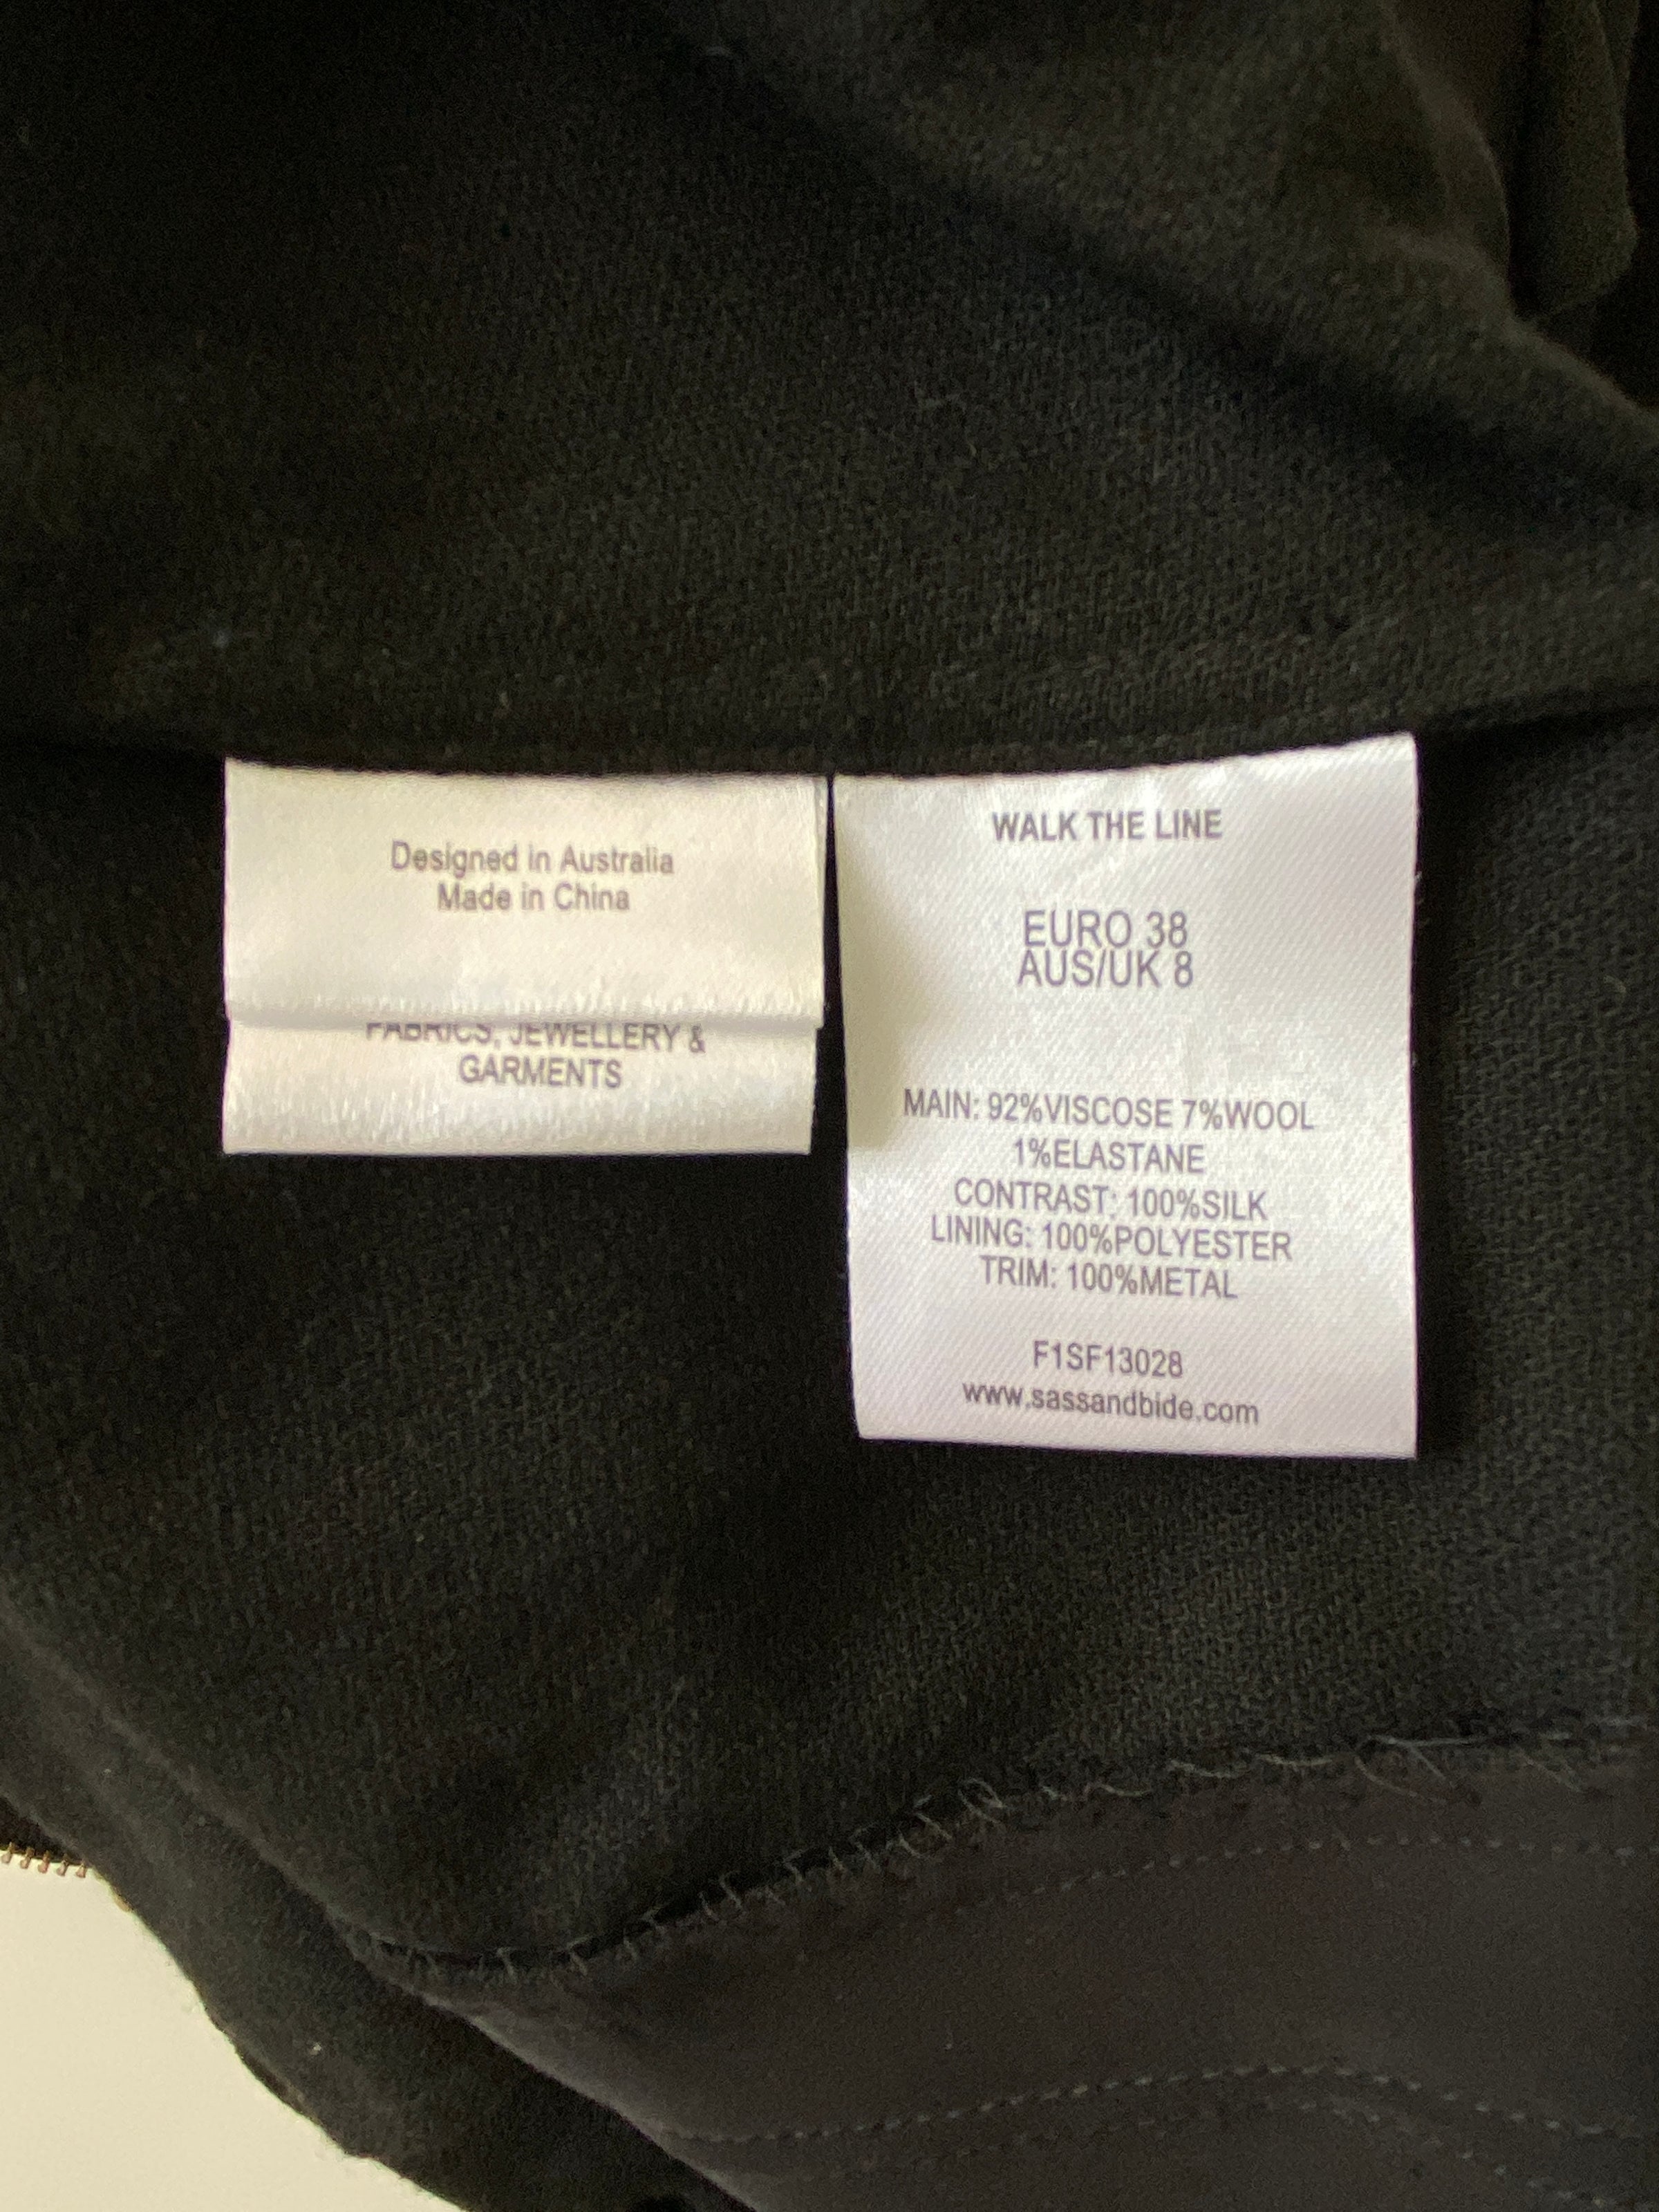 Designed in Australia
Made in China
FABRICS, JEWELLERY &
GARMENTS
WALK THE LINE
EURO 38
AUS/UK 8
MAIN: 92%VISCOSE 7%WOOL
1%ELASTANE
CONTRAST: 100%SILK
LINING: 100%POLYESTER
TRIM: 100%METAL
F1SF13028
www.sassandbide.com